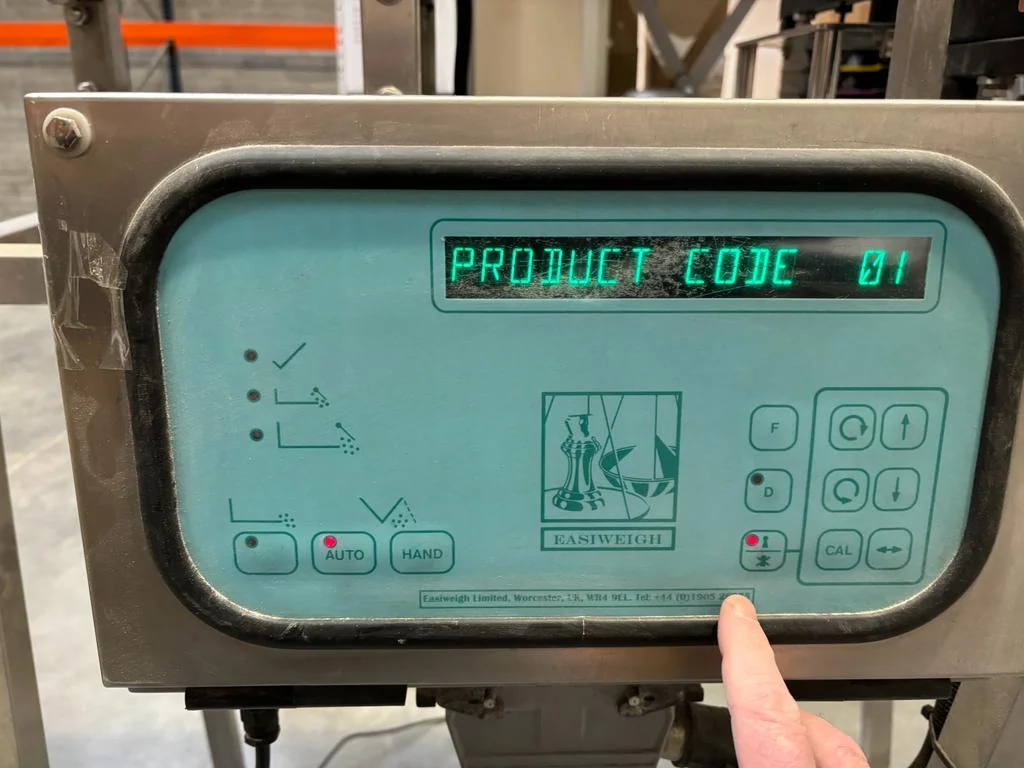 PRODUCT CODE 01
F
D
EASIWEIGH
AUTO
HAND
CAL
Easiweigh Limited, Worcester, UK, WR4 9EL. Tel: +44 (0)1905